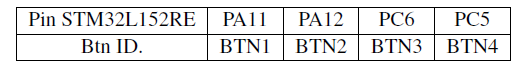 Pin STM32L152RE PA11 PA12 PC6 PC5
Btn ID. BTN1 BTN2 BTN3 BTN4